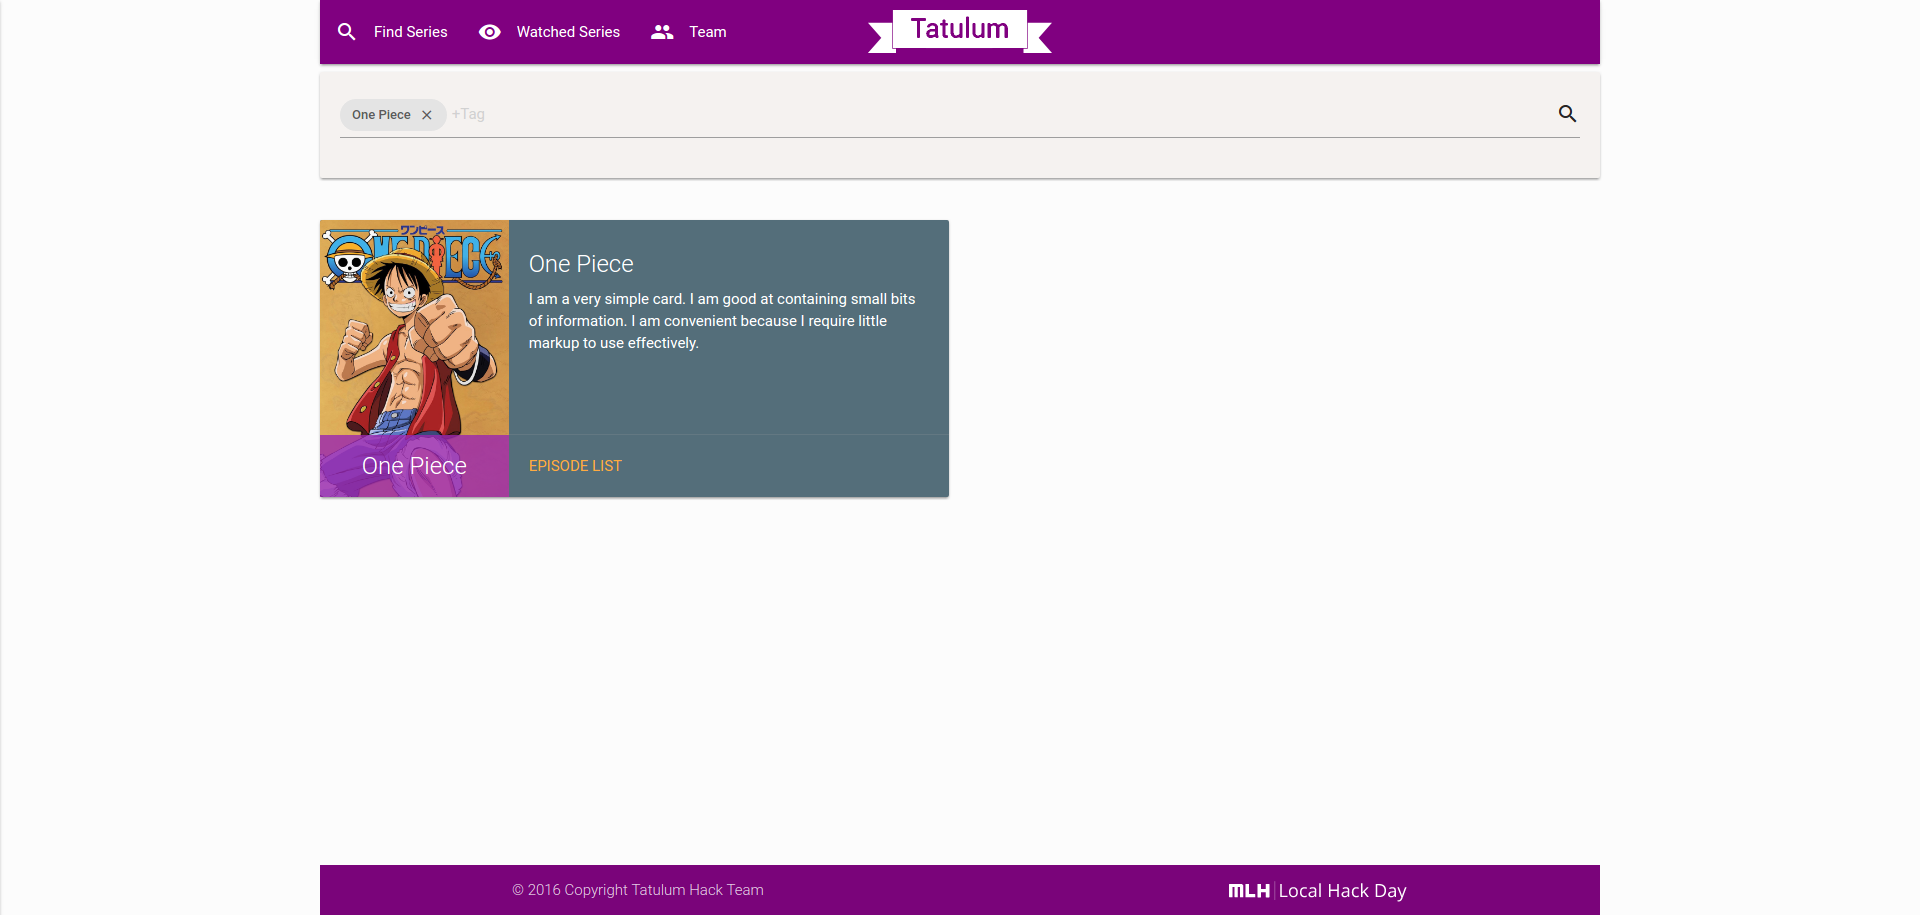 Find Series
Watched Series
Team
Tatulum
One Piece
+Tag
ワンピース
ONE PIECE
One Piece
One Piece
I am a very simple card. I am good at containing small bits
of information. I am convenient because I require little
markup to use effectively.
EPISODE LIST
© 2016 Copyright Tatulum Hack Team
MLH Local Hack Day